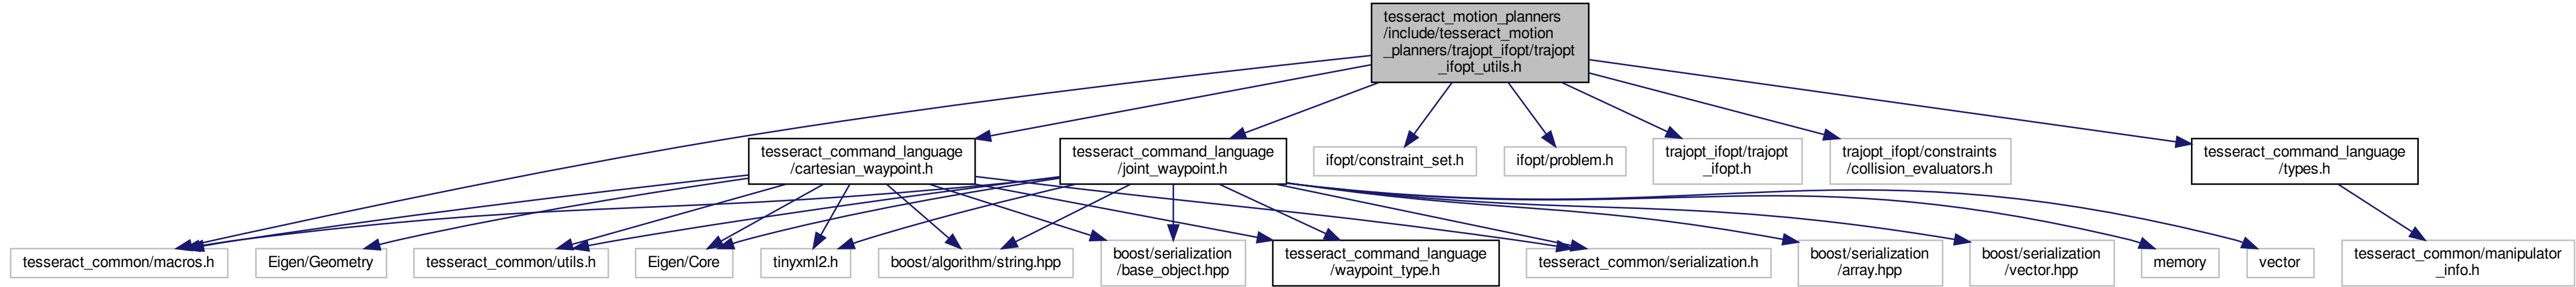 tesseract_motion_planners
/include/tesseract_motion
_planners/trajopt_ifopt/trajopt
_ifopt_utils.h
tesseract_command_language
/cartesian_waypoint.h
tesseract_command_language
/joint_waypoint.h
ifopt/constraint_set.h
ifopt/problem.h
trajopt_ifopt/trajopt
_ifopt.h
trajopt_ifopt/constraints
/collision_evaluators.h
tesseract_command_language
/types.h
tesseract_common/macros.h
Eigen/Geometry
tesseract_common/utils.h
Eigen/Core
tinyxml2.h
boost/algorithm/string.hpp
boost/serialization
/base_object.hpp
tesseract_command_language
/waypoint_type.h
tesseract_common/serialization.h
boost/serialization
/array.hpp
boost/serialization
/vector.hpp
memory
vector
tesseract_common/manipulator
_info.h